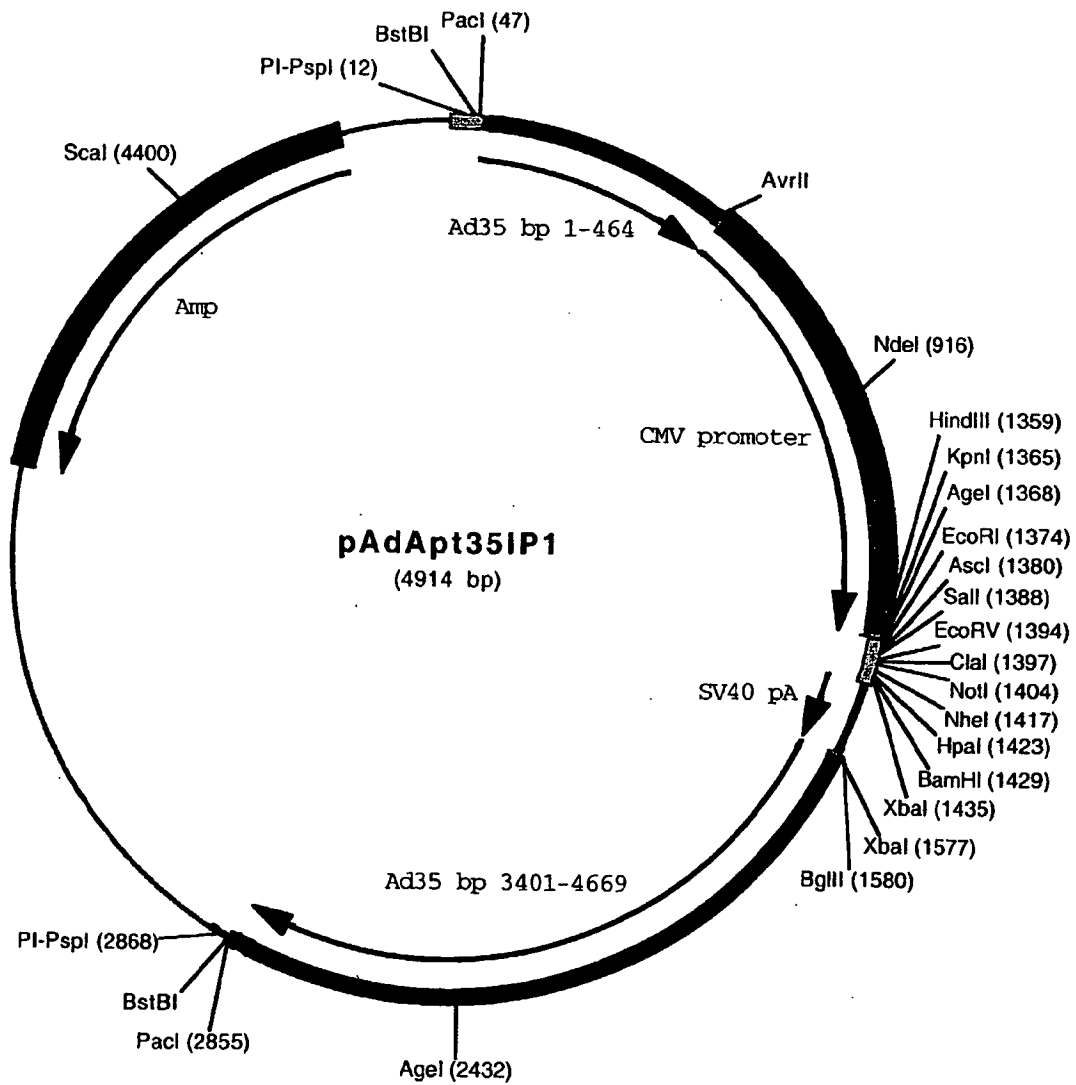 PacI (47)
BstBI
PI-PspI (12)
ScaI (4400)
AvrII
Ad35 bp 1-464
Amp
NdeI (916)
HindIII (1359)
CMV promoter
KpnI (1365)
AgeI (1368)
EcoRI (1374)
pAdApt35IP1
(4914 bp)
AscI (1380)
SalI (1388)
EcoRV (1394)
ClaI (1397)
SV40 pA
NotI (1404)
NheI (1417)
HpaI (1423)
BamHI (1429)
XbaI (1435)
XbaI (1577)
BglII (1580)
Ad35 bp 3401-4669
PI-PspI (2868)
BstBI
PacI (2855)
AgeI (2432)